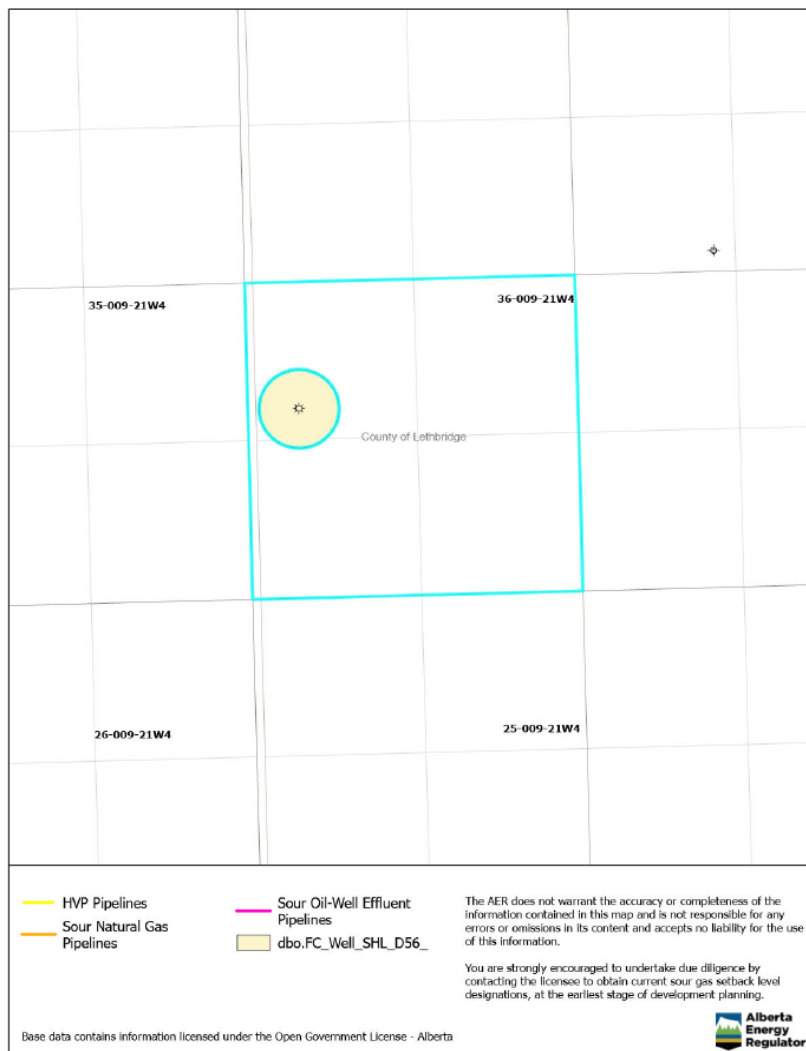 35-009-21W4
36-009-21W4
County of Lethbridge
26-009-21W4
25-009-21W4
HVP Pipelines
Sour Natural Gas
Pipelines
Sour Oil-Well Effluent
Pipelines
dbo.FC_Well_SHL_D56_
The AER does not warrant the accuracy or completeness of the
information contained in this map and is not responsible for any
errors or omissions in its content and accepts no liability for the use
of this information.
You are strongly encouraged to undertake due diligence by
contacting the licensee to obtain current sour gas setback level
designations, at the earliest stage of development planning.
Base data contains information licensed under the Open Government License - Alberta
Alberta
Energy
Regulator